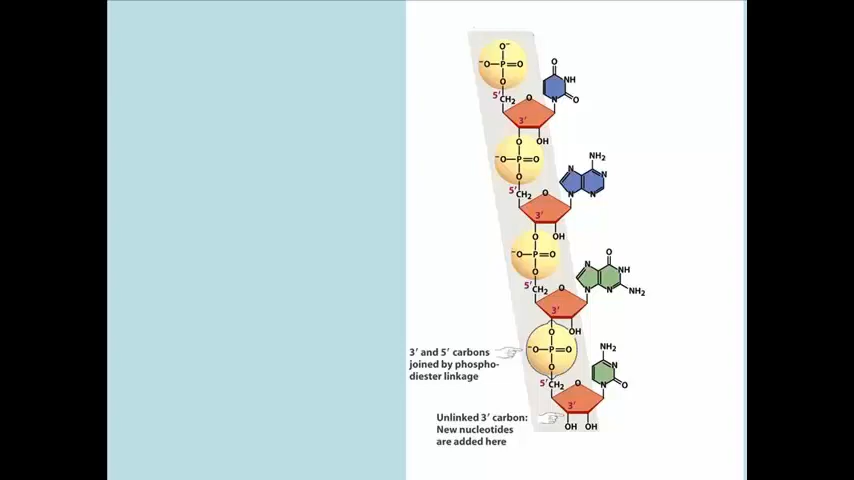 O⁻
⁻O
P
O
O
5′
CH₂
O
3′
OH
O
NH
N
O
O
⁻O
P
O
O
5′
CH₂
O
3′
OH
NH₂
N
N
N
N
O
⁻O
P
O
O
5′
CH₂
O
3′
OH
O
N
NH
N
N
NH₂
3′ and 5′ carbons
joined by phospho-
diester linkage
O
⁻O
P
O
O
5′
CH₂
O
3′
OH
OH
NH₂
N
N
O
Unlinked 3′ carbon:
New nucleotides
are added here